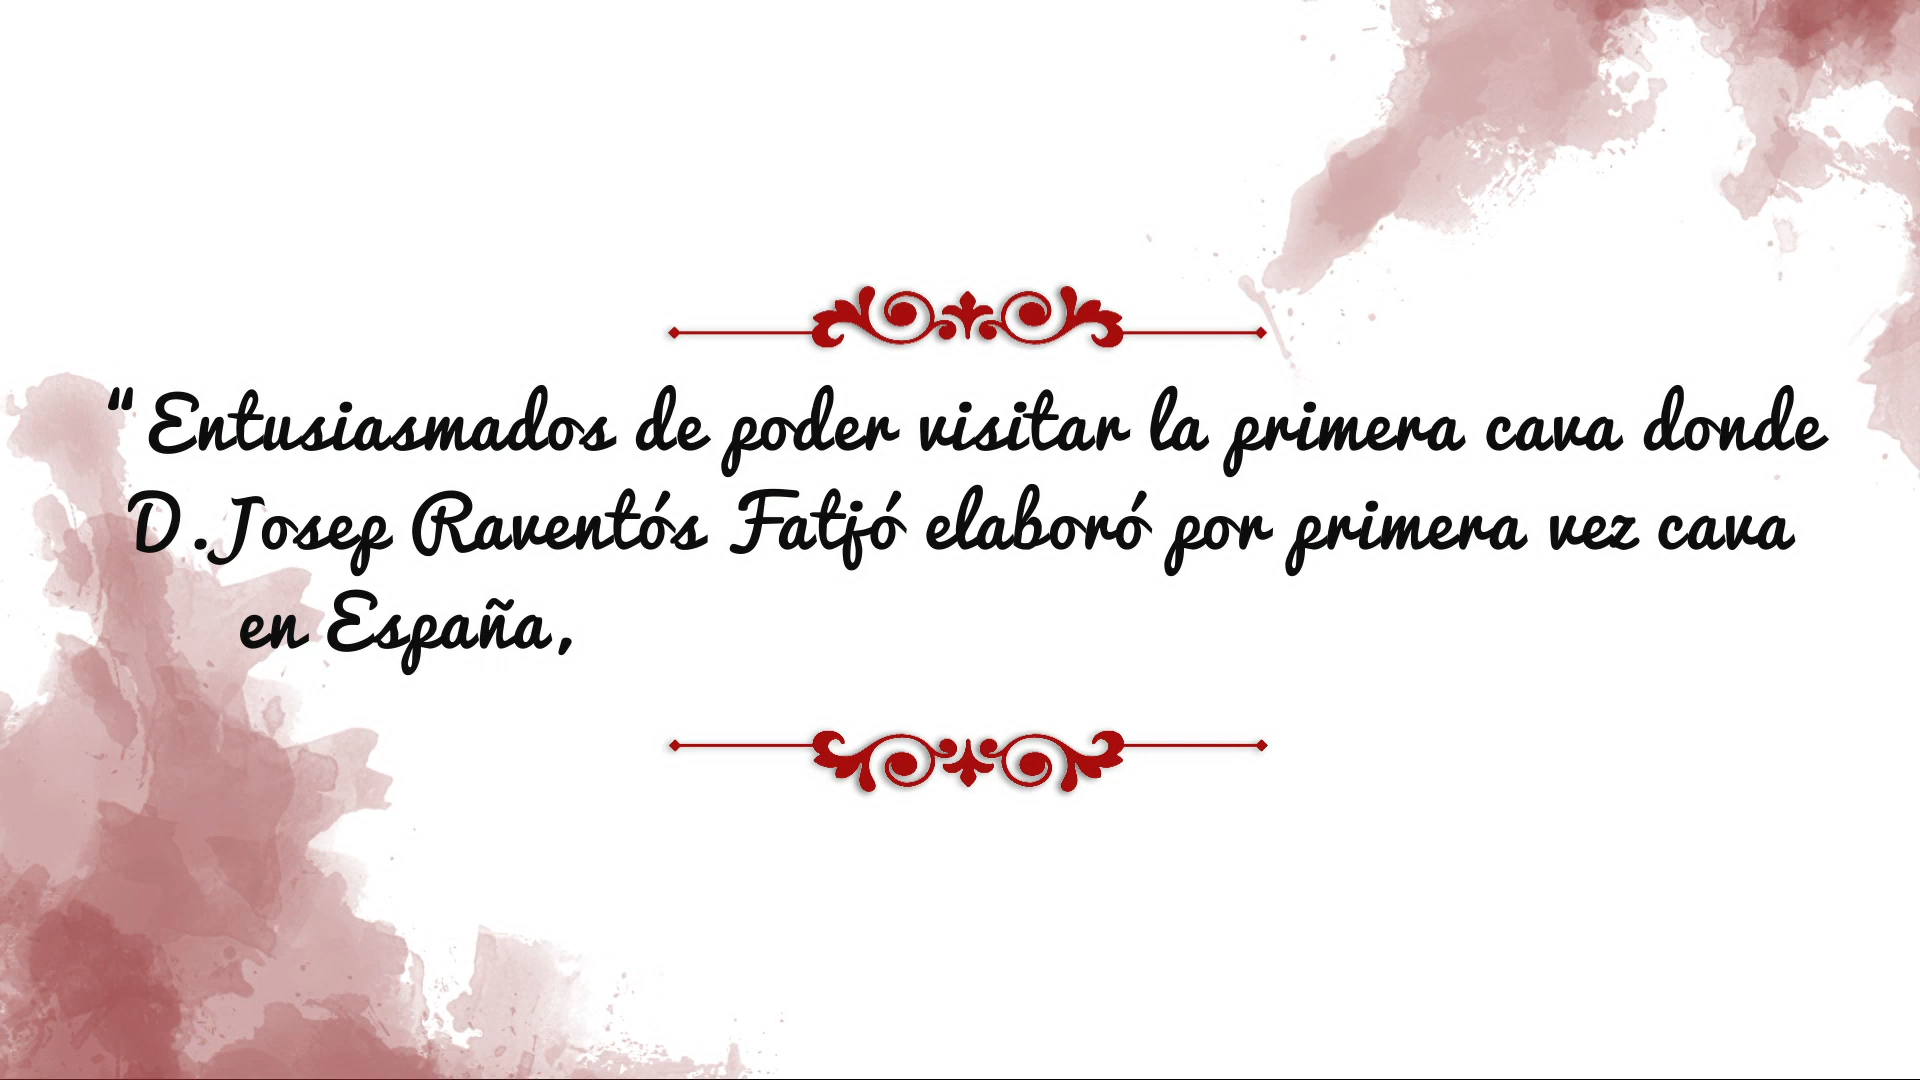 “Entusiasmados de poder visitar la primera cava donde
D.Josep Raventós Fatjó elaboró por primera vez cava
en España,